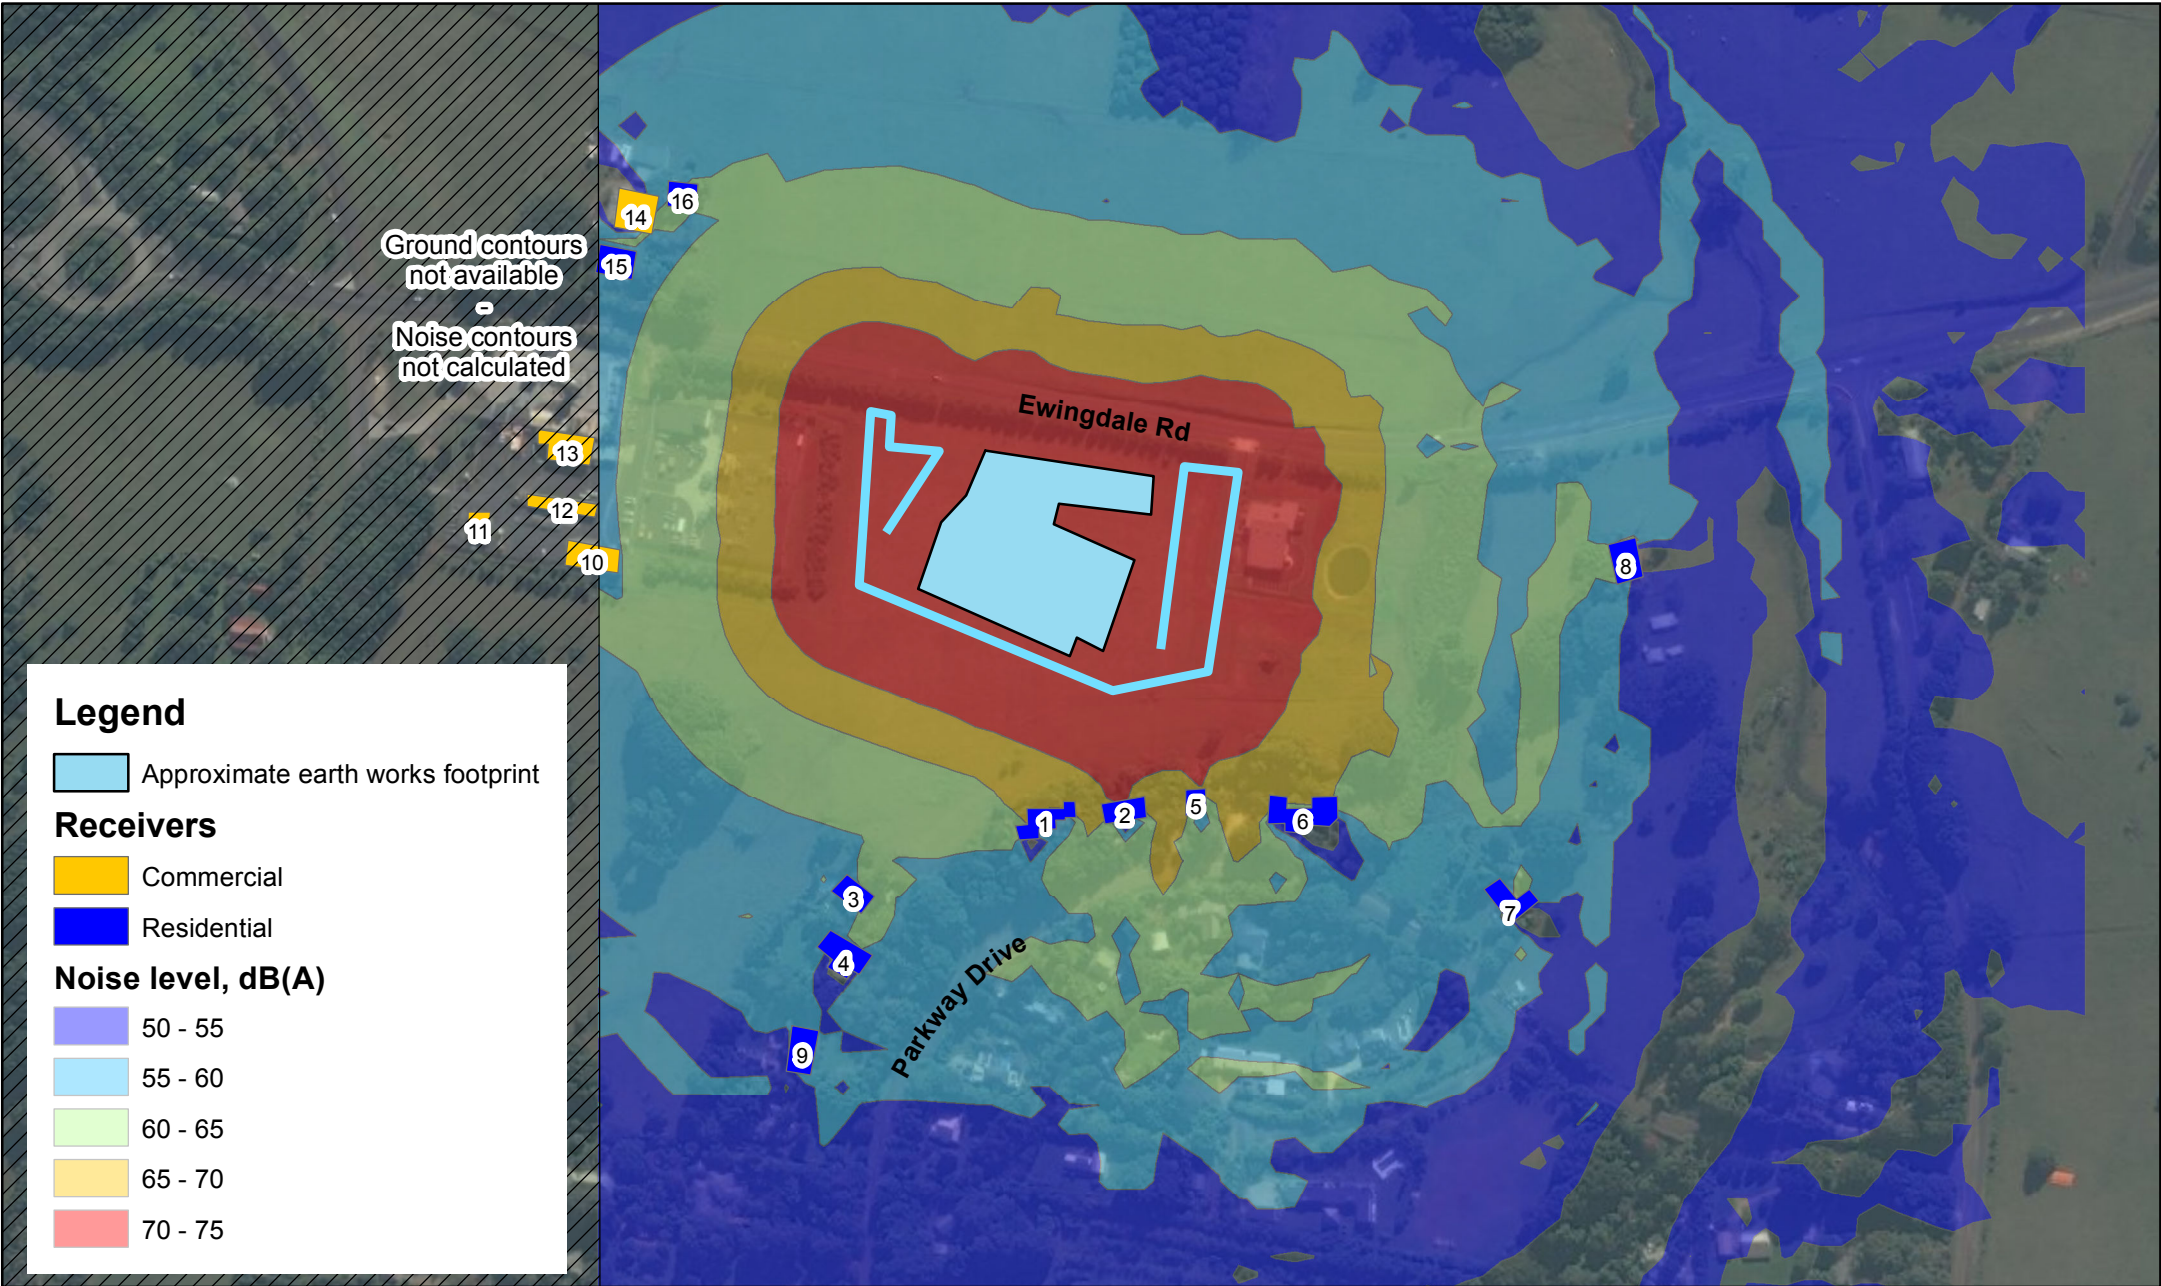 16
14
15
Ground contours
not available
-
Noise contours
not calculated
Ewingdale Rd
13
12
11
10
8
1
2
5
6
3
4
7
9
Parkway Drive
Legend
Approximate earth works footprint
Receivers
Commercial
Residential
Noise level, dB(A)
50 - 55
55 - 60
60 - 65
65 - 70
70 - 75